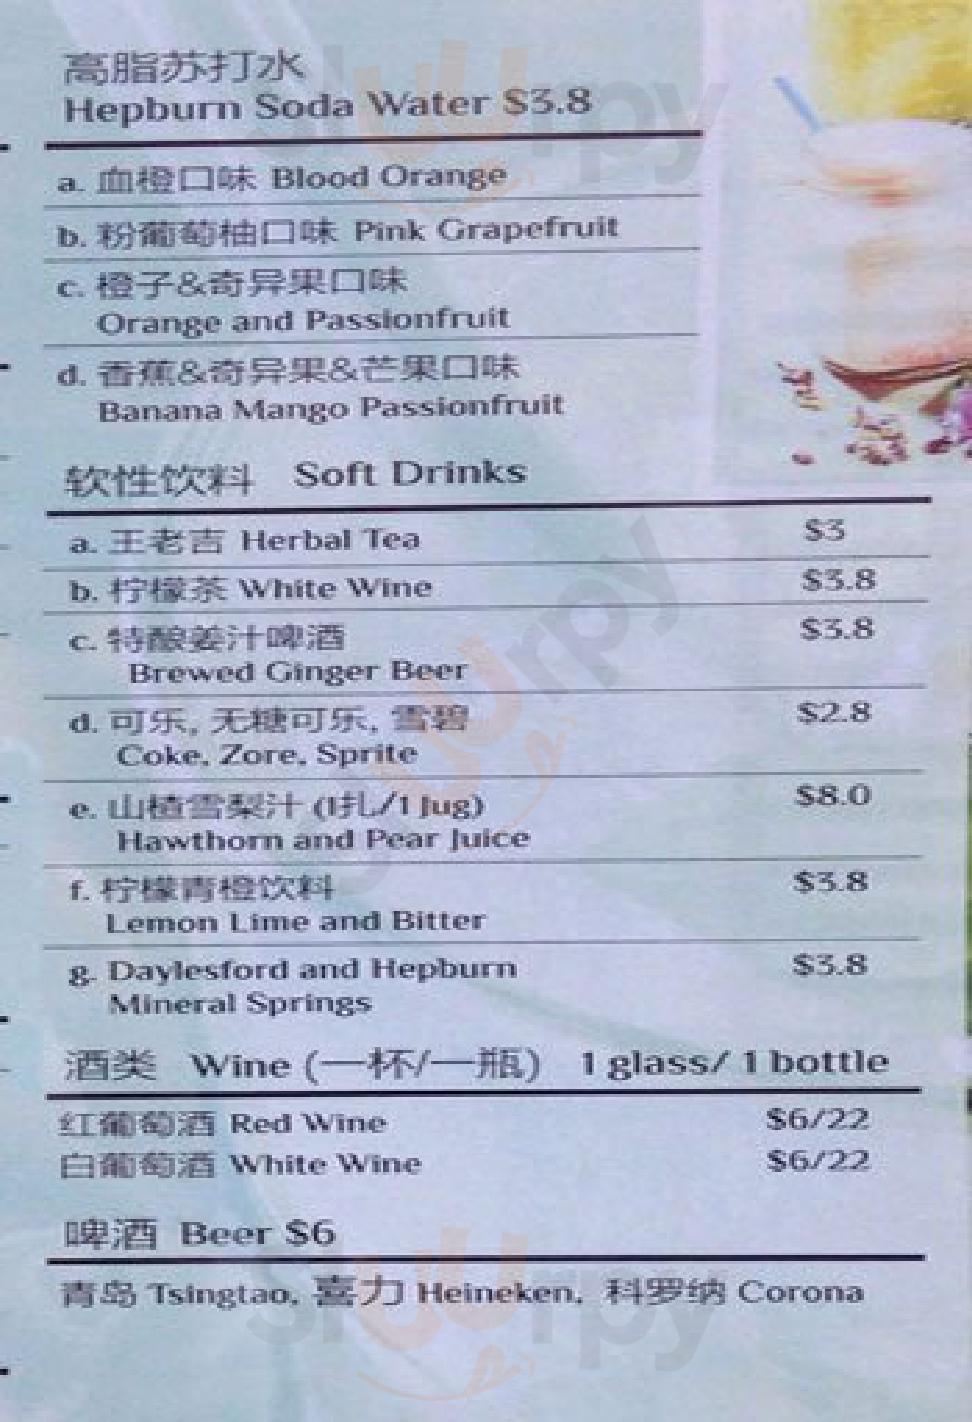 高脂苏打水
Hepburn Soda Water $3.8
a. 血橙口味 Blood Orange
b. 粉葡萄柚口味 Pink Grapefruit
c. 橙子&奇异果口味
Orange and Passionfruit
d. 香蕉&奇异果&芒果口味
Banana Mango Passionfruit
软性饮料 Soft Drinks
a. 王老吉 Herbal Tea $3
b. 柠檬茶 White Wine $3.8
c. 特酿姜汁啤酒 $3.8
Brewed Ginger Beer
d. 可乐, 无糖可乐, 雪碧 $2.8
Coke, Zore, Sprite
e. 山楂雪梨汁 (1扎/1 Jug) $8.0
Hawthorn and Pear Juice
f. 柠檬青橙饮料 $3.8
Lemon Lime and Bitter
g. Daylesford and Hepburn $3.8
Mineral Springs
酒类 Wine (一杯/一瓶) 1 glass/ 1 bottle
红葡萄酒 Red Wine $6/22
白葡萄酒 White Wine $6/22
啤酒 Beer $6
青岛 Tsingtao, 喜力 Heineken, 科罗纳 Corona
slurrpy
slurrpy
slurrpy